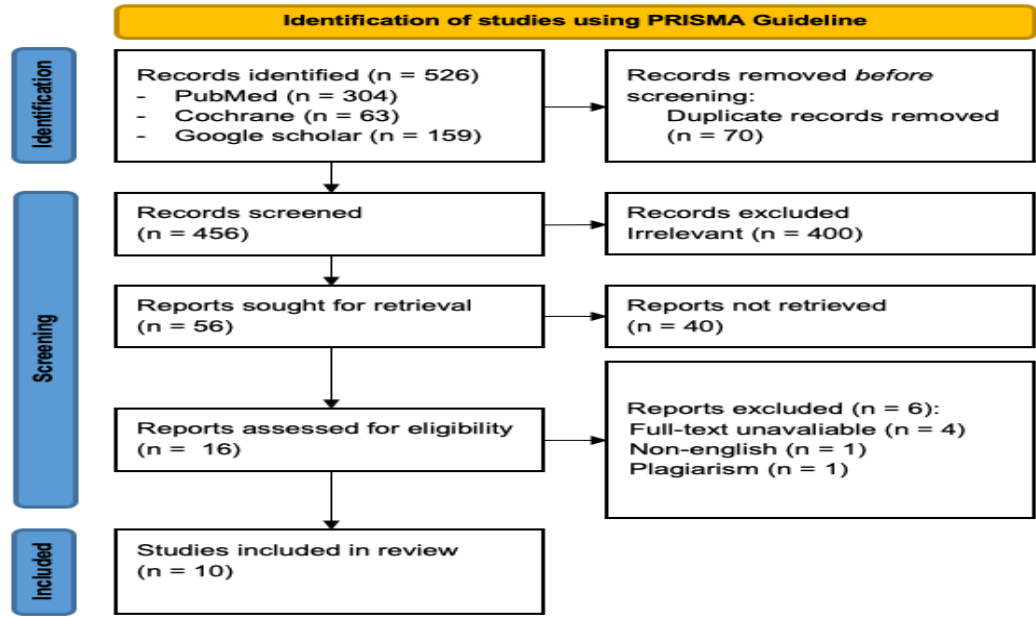 Identification of studies using PRISMA Guideline
Identification
Records identified (n = 526)
- PubMed (n = 304)
- Cochrane (n = 63)
- Google scholar (n = 159)
Records removed before
screening:
Duplicate records removed
(n = 70)
Screening
Records screened
(n = 456)
Records excluded
Irrelevant (n = 400)
Reports sought for retrieval
(n = 56)
Reports not retrieved
(n = 40)
Reports assessed for eligibility
(n = 16)
Reports excluded (n = 6):
Full-text unavaliable (n = 4)
Non-english (n = 1)
Plagiarism (n = 1)
Included
Studies included in review
(n = 10)